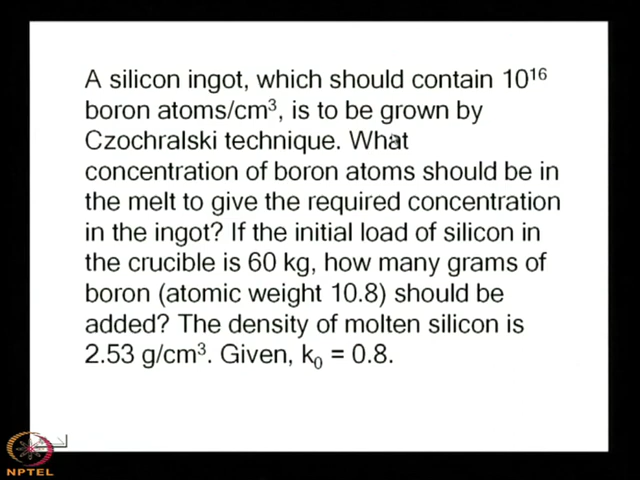 A silicon ingot, which should contain 10¹⁶
boron atoms/cm³, is to be grown by
Czochralski technique. What
concentration of boron atoms should be in
the melt to give the required concentration
in the ingot? If the initial load of silicon in
the crucible is 60 kg, how many grams of
boron (atomic weight 10.8) should be
added? The density of molten silicon is
2.53 g/cm³. Given, k₀ = 0.8.
NPTEL